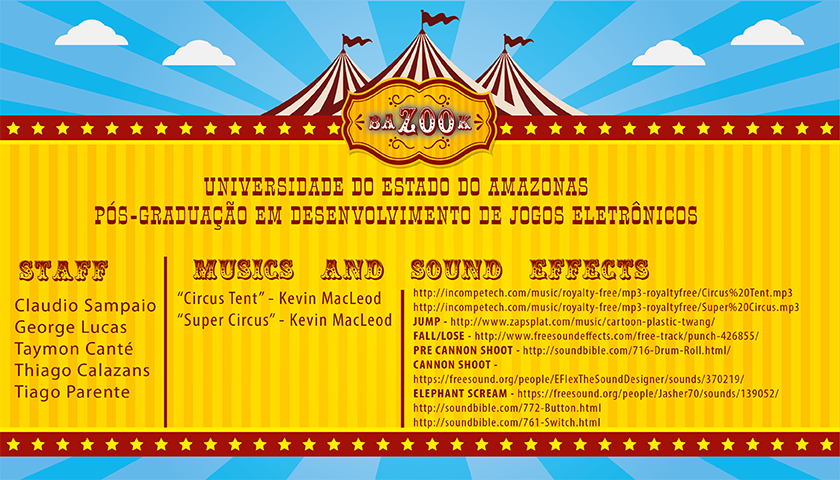 BAZOOK
UNIVERSIDADE DO ESTADO DO AMAZONAS
PÓS-GRADUAÇÃO EM DESENVOLVIMENTO DE JOGOS ELETRÔNICOS
STAFF
Claudio Sampaio
George Lucas
Taymon Canté
Thiago Calazans
Tiago Parente
MUSICS AND SOUND EFFECTS
“Circus Tent” - Kevin MacLeod
“Super Circus” - Kevin MacLeod
http://incompetech.com/music/royalty-free/mp3-royaltyfree/Circus%20Tent.mp3
http://incompetech.com/music/royalty-free/mp3-royaltyfree/Super%20Circus.mp3
JUMP - http://www.zapsplat.com/music/cartoon-plastic-twang/
FALL/LOSE - http://www.freesoundeffects.com/free-track/punch-426855/
PRE CANNON SHOOT - http://soundbible.com/716-Drum-Roll.html/
CANNON SHOOT -
https://freesound.org/people/EFlexTheSoundDesigner/sounds/370219/
ELEPHANT SCREAM - https://freesound.org/people/Jasher70/sounds/139052/
http://soundbible.com/772-Button.html
http://soundbible.com/761-Switch.html